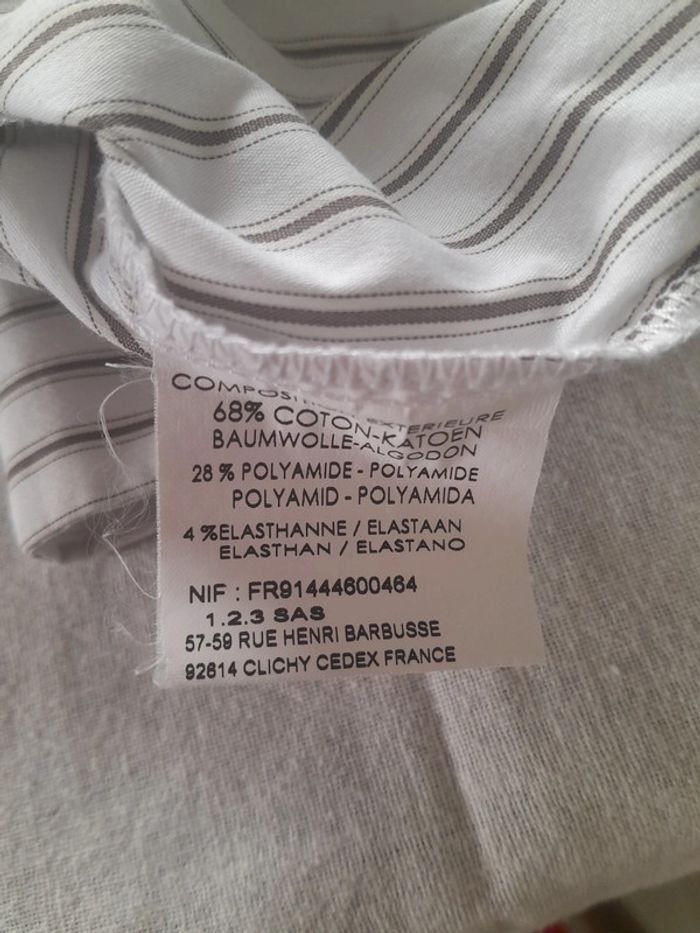 COMPOSITION EXTERIEURE
68% COTON-KATOEN
BAUMWOLLE-ALGODON
28 % POLYAMIDE - POLYAMIDE
POLYAMID - POLYAMIDA
4 %ELASTHANNE / ELASTAAN
ELASTHAN / ELASTANO
NIF : FR91444600464
1.2.3 SAS
57-59 RUE HENRI BARBUSSE
92614 CLICHY CEDEX FRANCE